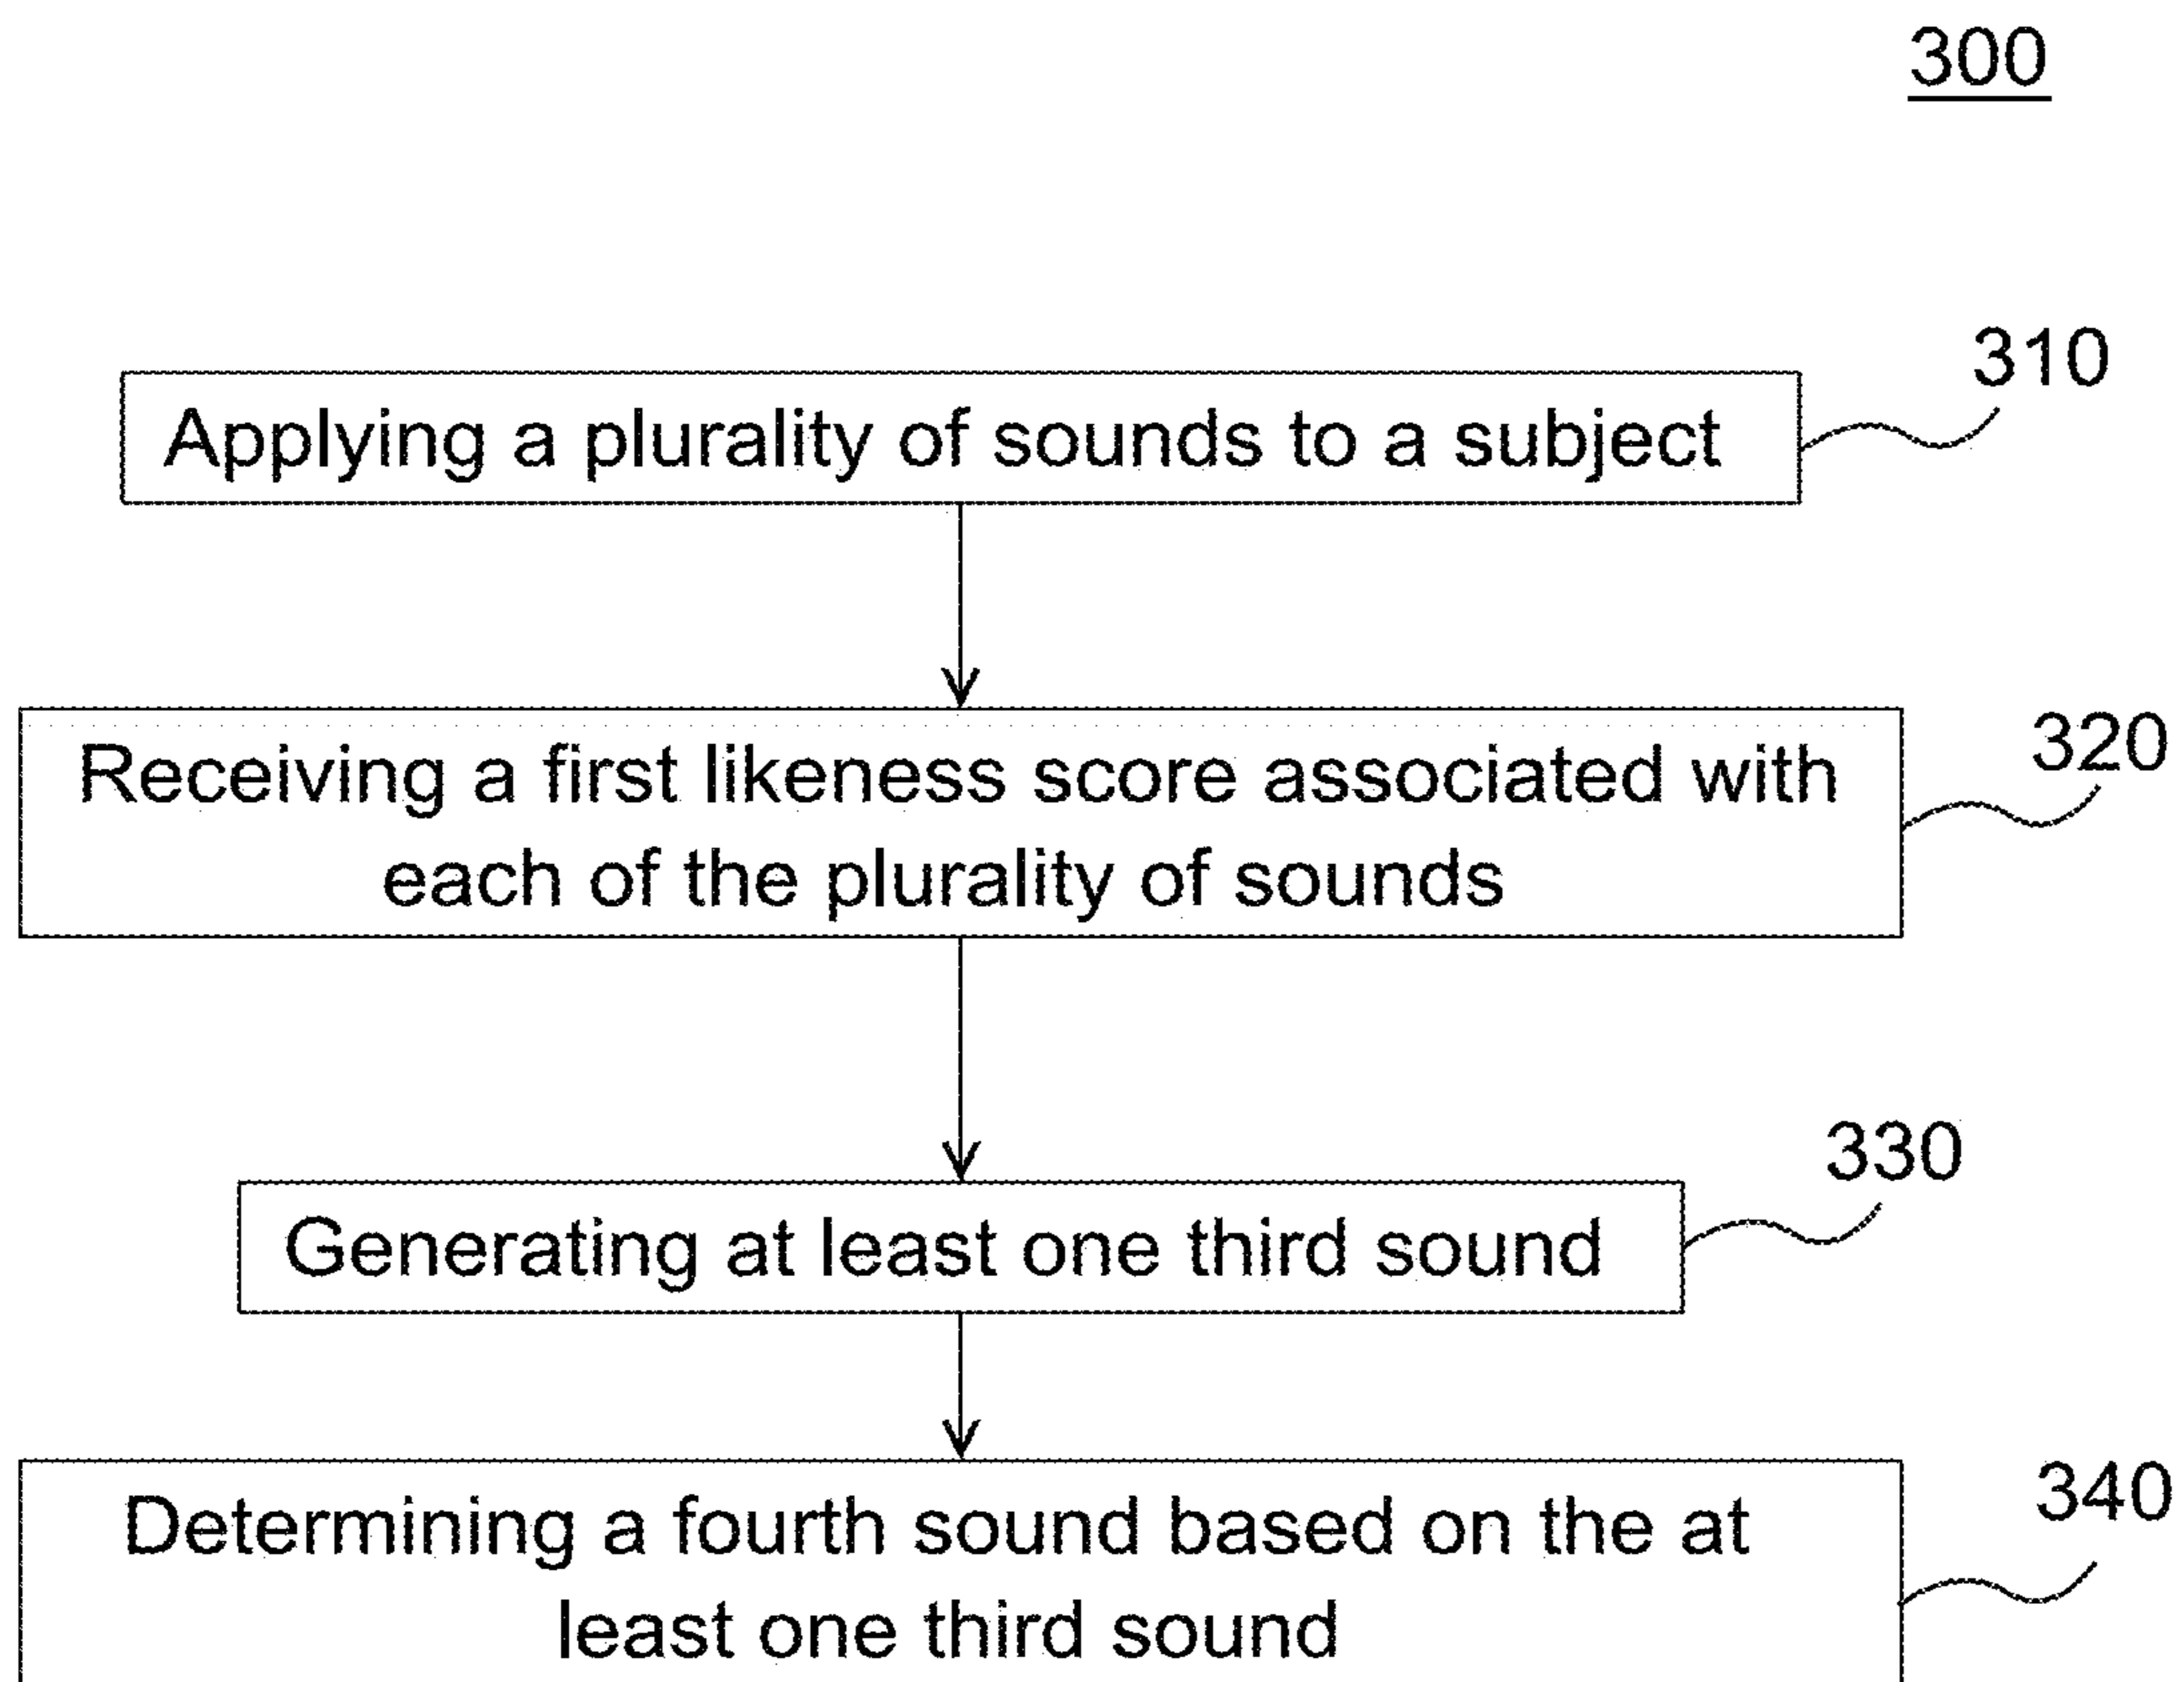 300
310
Applying a plurality of sounds to a subject
320
Receiving a first likeness score associated with
each of the plurality of sounds
330
Generating at least one third sound
340
Determining a fourth sound based on the at
least one third sound